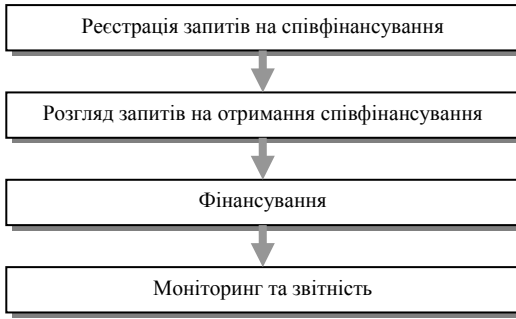 Реєстрація запитів на співфінансування
Розгляд запитів на отримання співфінансування
Фінансування
Моніторинг та звітність